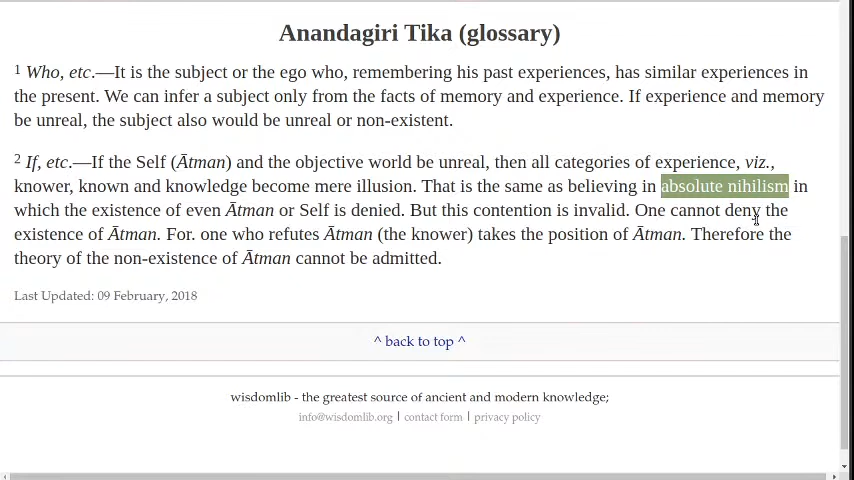 Anandagiri Tika (glossary)
1 Who, etc.—It is the subject or the ego who, remembering his past experiences, has similar experiences in
the present. We can infer a subject only from the facts of memory and experience. If experience and memory
be unreal, the subject also would be unreal or non-existent.
2 If, etc.—If the Self (Ātman) and the objective world be unreal, then all categories of experience, viz.,
knower, known and knowledge become mere illusion. That is the same as believing in absolute nihilism in
which the existence of even Ātman or Self is denied. But this contention is invalid. One cannot deny the
existence of Ātman. For. one who refutes Ātman (the knower) takes the position of Ātman. Therefore the
theory of the non-existence of Ātman cannot be admitted.
Last Updated: 09 February, 2018
^ back to top ^
wisdomlib - the greatest source of ancient and modern knowledge;
info@wisdomlib.org | contact form | privacy policy